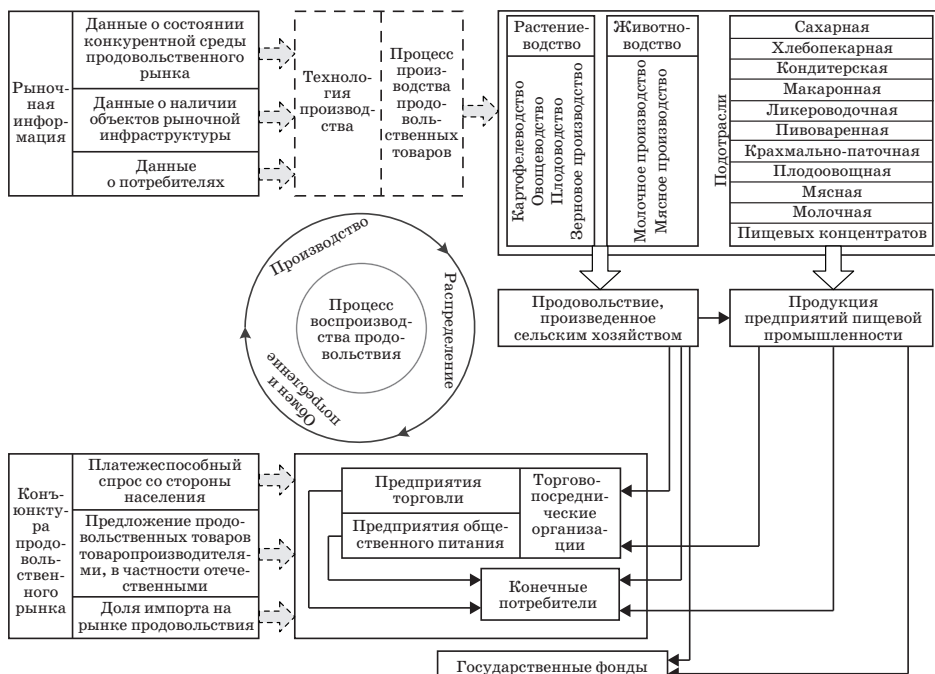 Рыноч-
ная инфор-
мация
Данные о состоянии
конкурентной среды
продовольственного
рынка
Данные о наличии
объектов рыночной
инфраструктуры
Данные
о потребителях
Техноло-
гия
производ-
ства
Процесс
произ-
водства
продо-
воль-
ственных
товаров
Растение-
водство
Картофелеводство
Овощеводство
Плодоводство
Зерновое производство
Животно-
водство
Молочное производство
Мясное производство
Подотрасли
Сахарная
Хлебопекарная
Кондитерская
Макаронная
Ликероводочная
Пивоваренная
Крахмально-паточная
Плодоовощная
Мясная
Молочная
Пищевых концентратов
Производство
Распределение
Обмен и
потребление
Процесс
воспроизвод-
ства продо-
вольствия
Продовольствие,
произведенное
сельским хозяйством
Продукция
предприятий пищевой
промышленности
Конъ-
юнкту-
ра
продо-
воль-
ствен-
ного
рынка
Платежеспособный
спрос со стороны
населения
Предложение продо-
вольственных товаров
товаропроизводителя-
ми, в частности отече-
ственными
Доля импорта на
рынке продовольствия
Предприятия
торговли
Предприятия обще-
ственного питания
Торгово-
посредни-
ческие
организа-
ции
Конечные
потребители
Государственные фонды